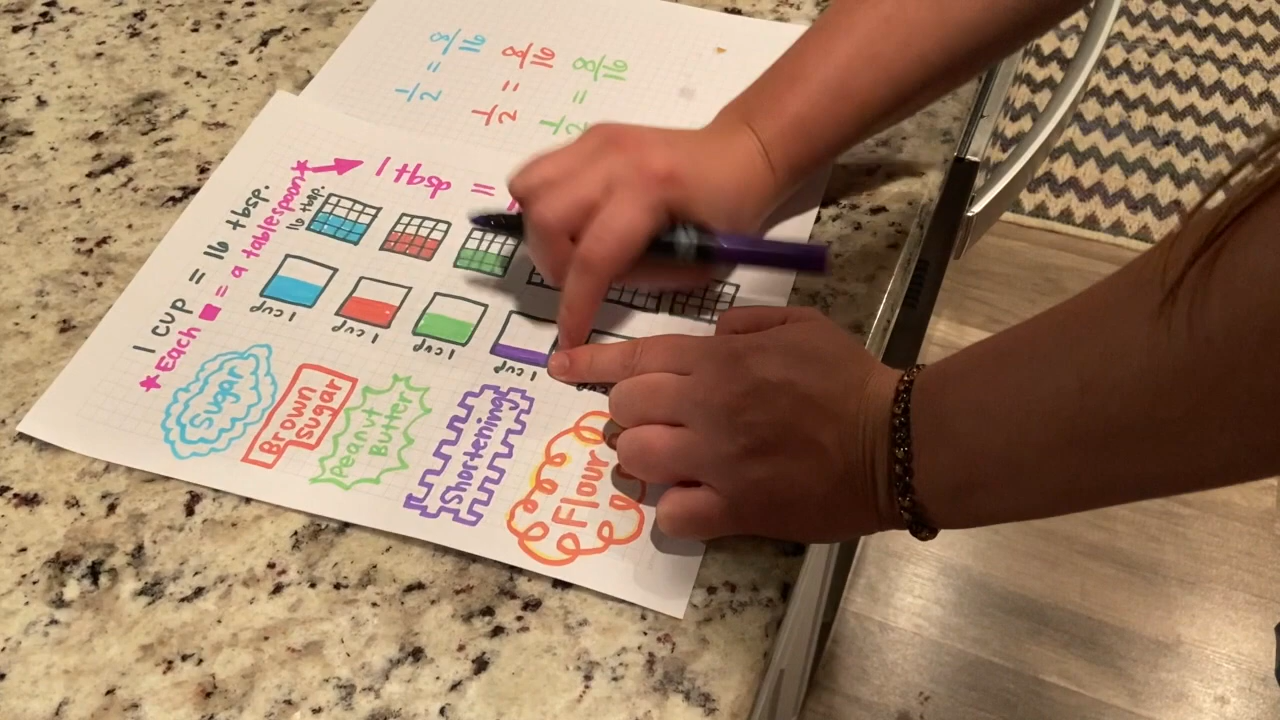 1 cup = 16 tbsp.
*Each ■ = a tablespoon*
1 tbsp =
16 tbsp.
1 cup
1 cup
1 cup
1 cup
Sugar
Brown
Sugar
Peanut
Butter
Shortening
Flour
1/2 = 8/16
1/2 = 8/16
1/2 = 8/16